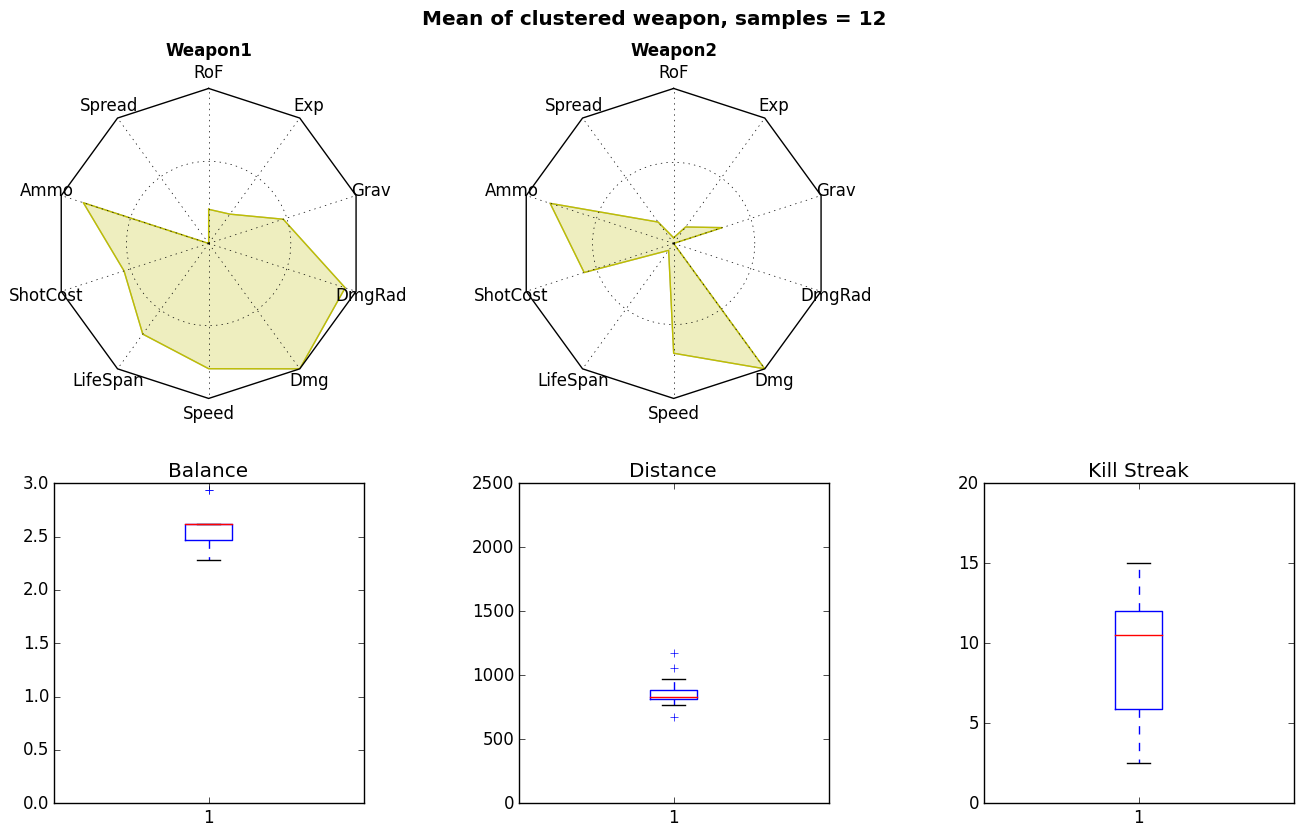 Mean of clustered weapon, samples = 12
Weapon1
RoF
Spread
Exp
Ammo
Grav
ShotCost
DmgRad
LifeSpan
Dmg
Speed
Weapon2
RoF
Spread
Exp
Ammo
Grav
ShotCost
DmgRad
LifeSpan
Dmg
Speed
Balance
3.0
2.5
2.0
1.5
1.0
0.5
0.0
1
Distance
2500
2000
1500
1000
500
0
1
Kill Streak
20
15
10
5
0
1